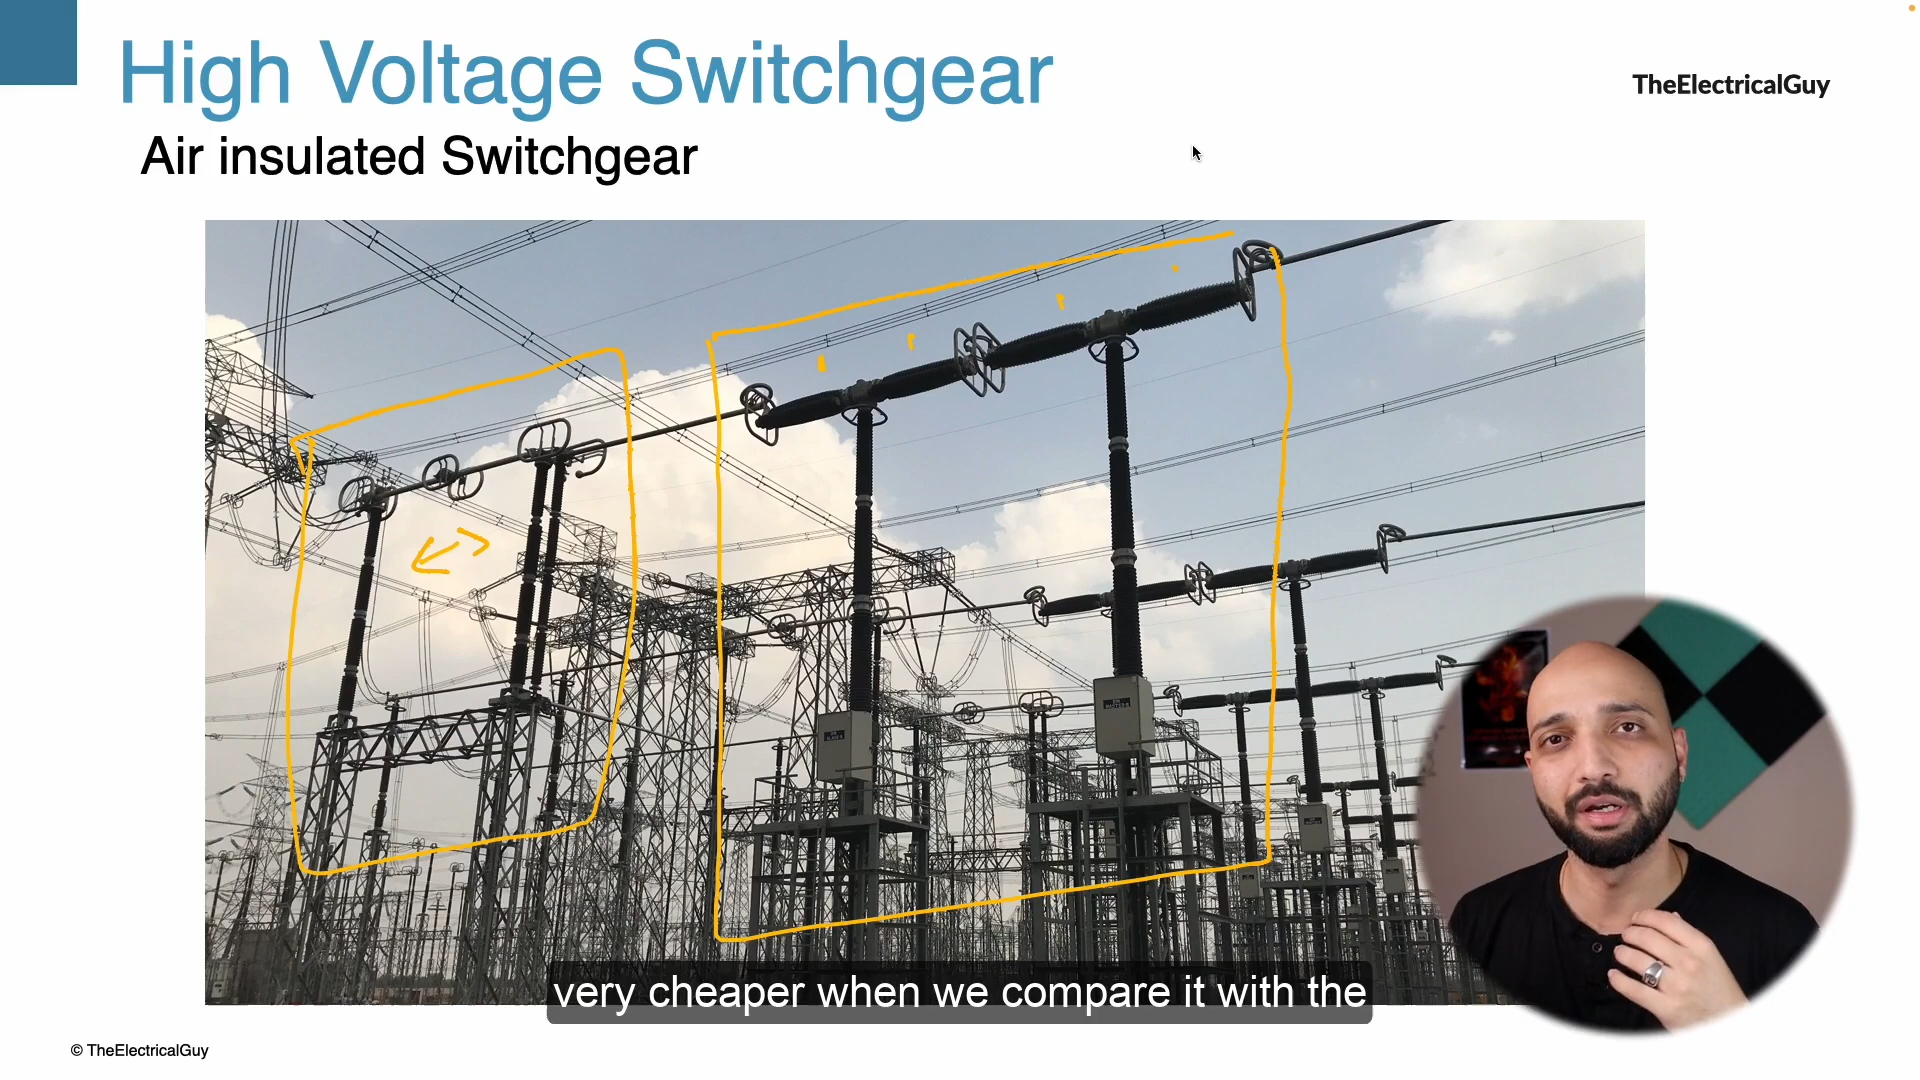 High Voltage Switchgear
TheElectricalGuy
Air insulated Switchgear
very cheaper when we compare it with the
© TheElectricalGuy